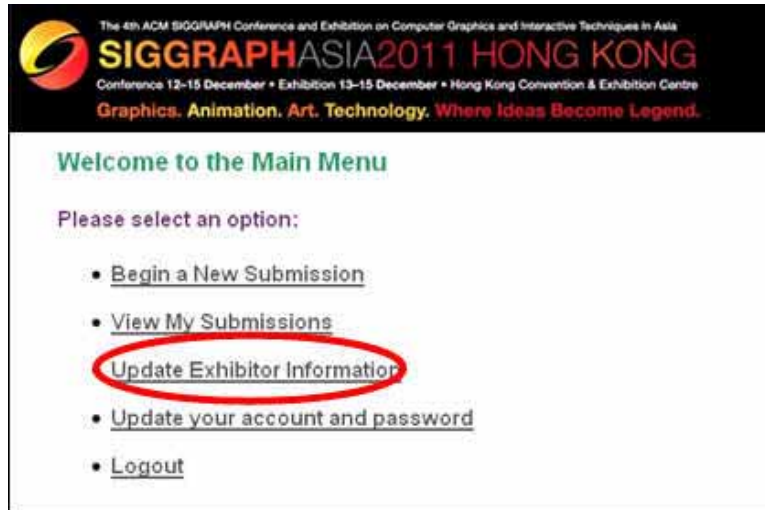 The 4th ACM SIGGRAPH Conference and Exhibition on Computer Graphics and Interactive Techniques in Asia
SIGGRAPHASIA2011 HONG KONG
Conference 12-15 December • Exhibition 13-15 December • Hong Kong Convention & Exhibition Centre
Graphics. Animation. Art. Technology. Where Ideas Become Legend.
Welcome to the Main Menu
Please select an option:
• Begin a New Submission
• View My Submissions
Update Exhibitor Information
• Update your account and password
• Logout